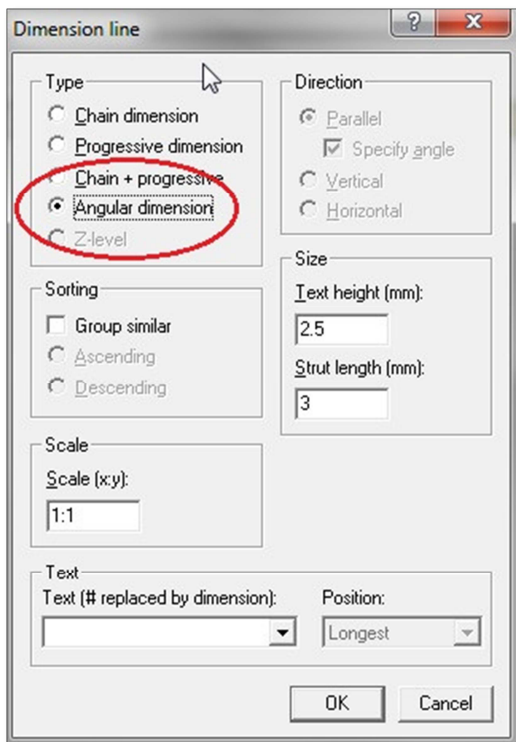 Dimension line
?
Type
Chain dimension
Progressive dimension
Chain + progressive
Angular dimension
Z-level
Direction
Parallel
Specify angle
Vertical
Horizontal
Sorting
Group similar
Ascending
Descending
Size
Text height (mm):
2.5
Strut length (mm):
3
Scale
Scale (x:y):
1:1
Text
Text (# replaced by dimension):
Position:
Longest
OK
Cancel